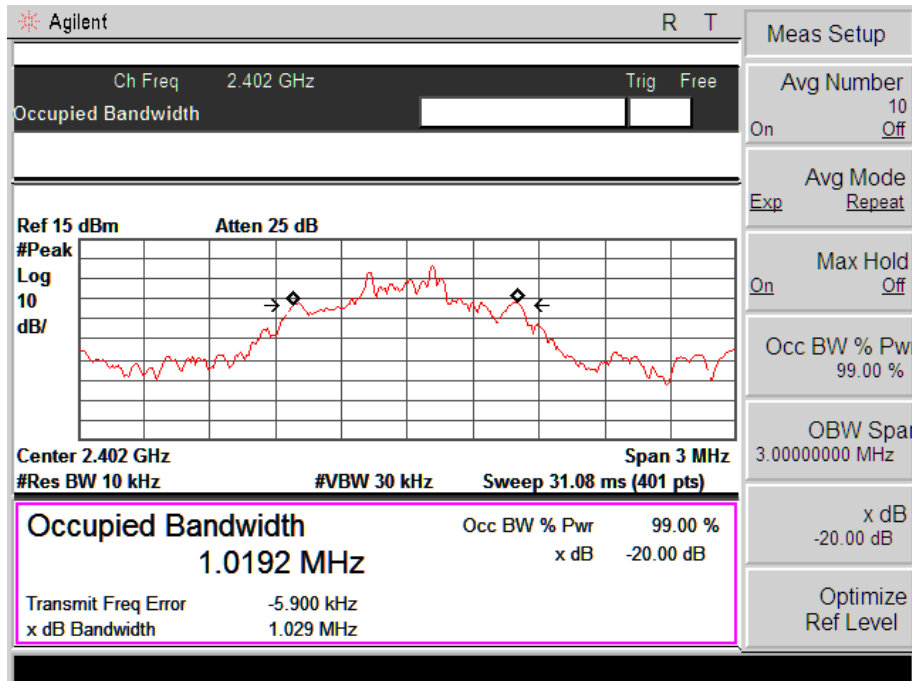 Agilent R T
Ch Freq 2.402 GHz Trig Free
Occupied Bandwidth
Ref 15 dBm Atten 25 dB
#Peak
Log
10
dB/
Center 2.402 GHz Span 3 MHz
#Res BW 10 kHz #VBW 30 kHz Sweep 31.08 ms (401 pts)
Occupied Bandwidth
1.0192 MHz
Occ BW % Pwr 99.00 %
x dB -20.00 dB
Transmit Freq Error -5.900 kHz
x dB Bandwidth 1.029 MHz
Meas Setup
Avg Number
10
On Off
Avg Mode
Exp Repeat
Max Hold
On Off
Occ BW % Pwr
99.00 %
OBW Spar
3.00000000 MHz
x dB
-20.00 dB
Optimize
Ref Level